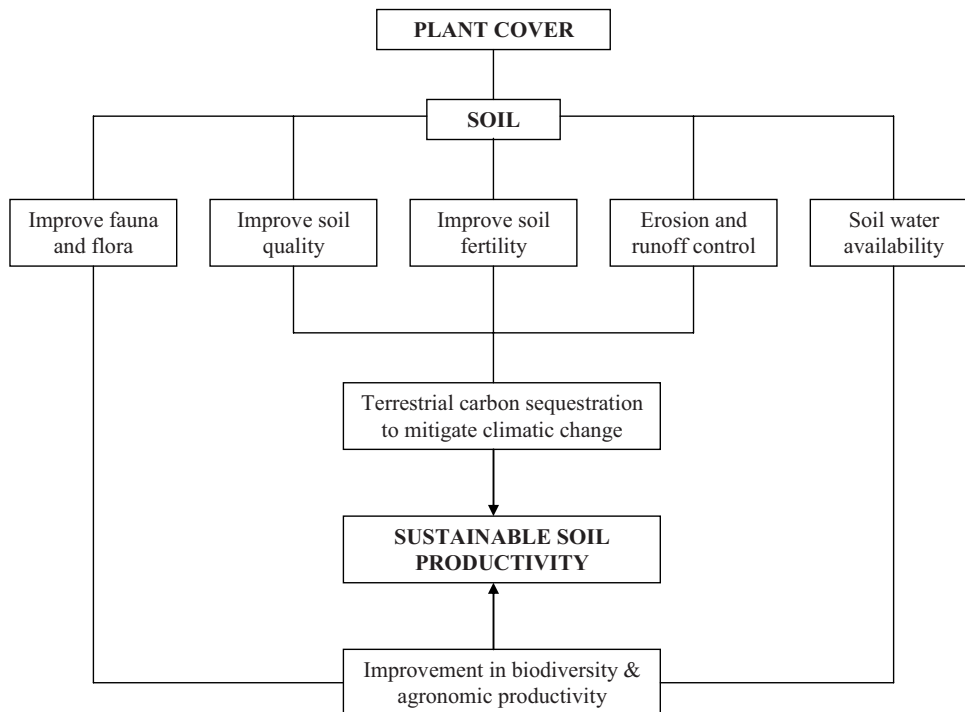 PLANT COVER
SOIL
Improve fauna
and flora
Improve soil
quality
Improve soil
fertility
Erosion and
runoff control
Soil water
availability
Terrestrial carbon sequestration
to mitigate climatic change
SUSTAINABLE SOIL
PRODUCTIVITY
Improvement in biodiversity &
agronomic productivity